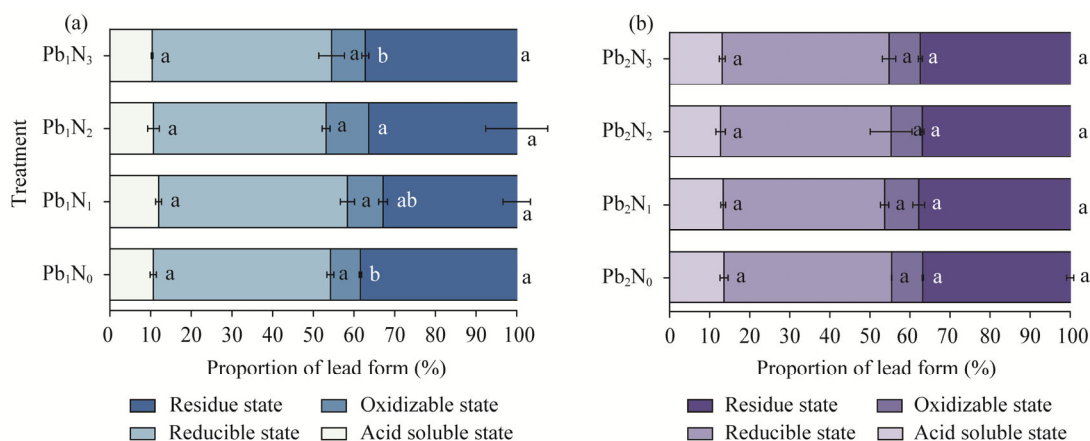 (a)
Treatment
Pb₁N₃
a
a
b
a
Pb₁N₂
a
a
a
a
Pb₁N₁
a
a
ab
a
Pb₁N₀
a
a
b
a
0 10 20 30 40 50 60 70 80 90 100
Proportion of lead form (%)
Residue state
Oxidizable state
Reducible state
Acid soluble state
(b)
Pb₂N₃
a
a
a
a
Pb₂N₂
a
a
a
a
Pb₂N₁
a
a
a
a
Pb₂N₀
a
a
a
a
0 10 20 30 40 50 60 70 80 90 100
Proportion of lead form (%)
Residue state
Oxidizable state
Reducible state
Acid soluble state